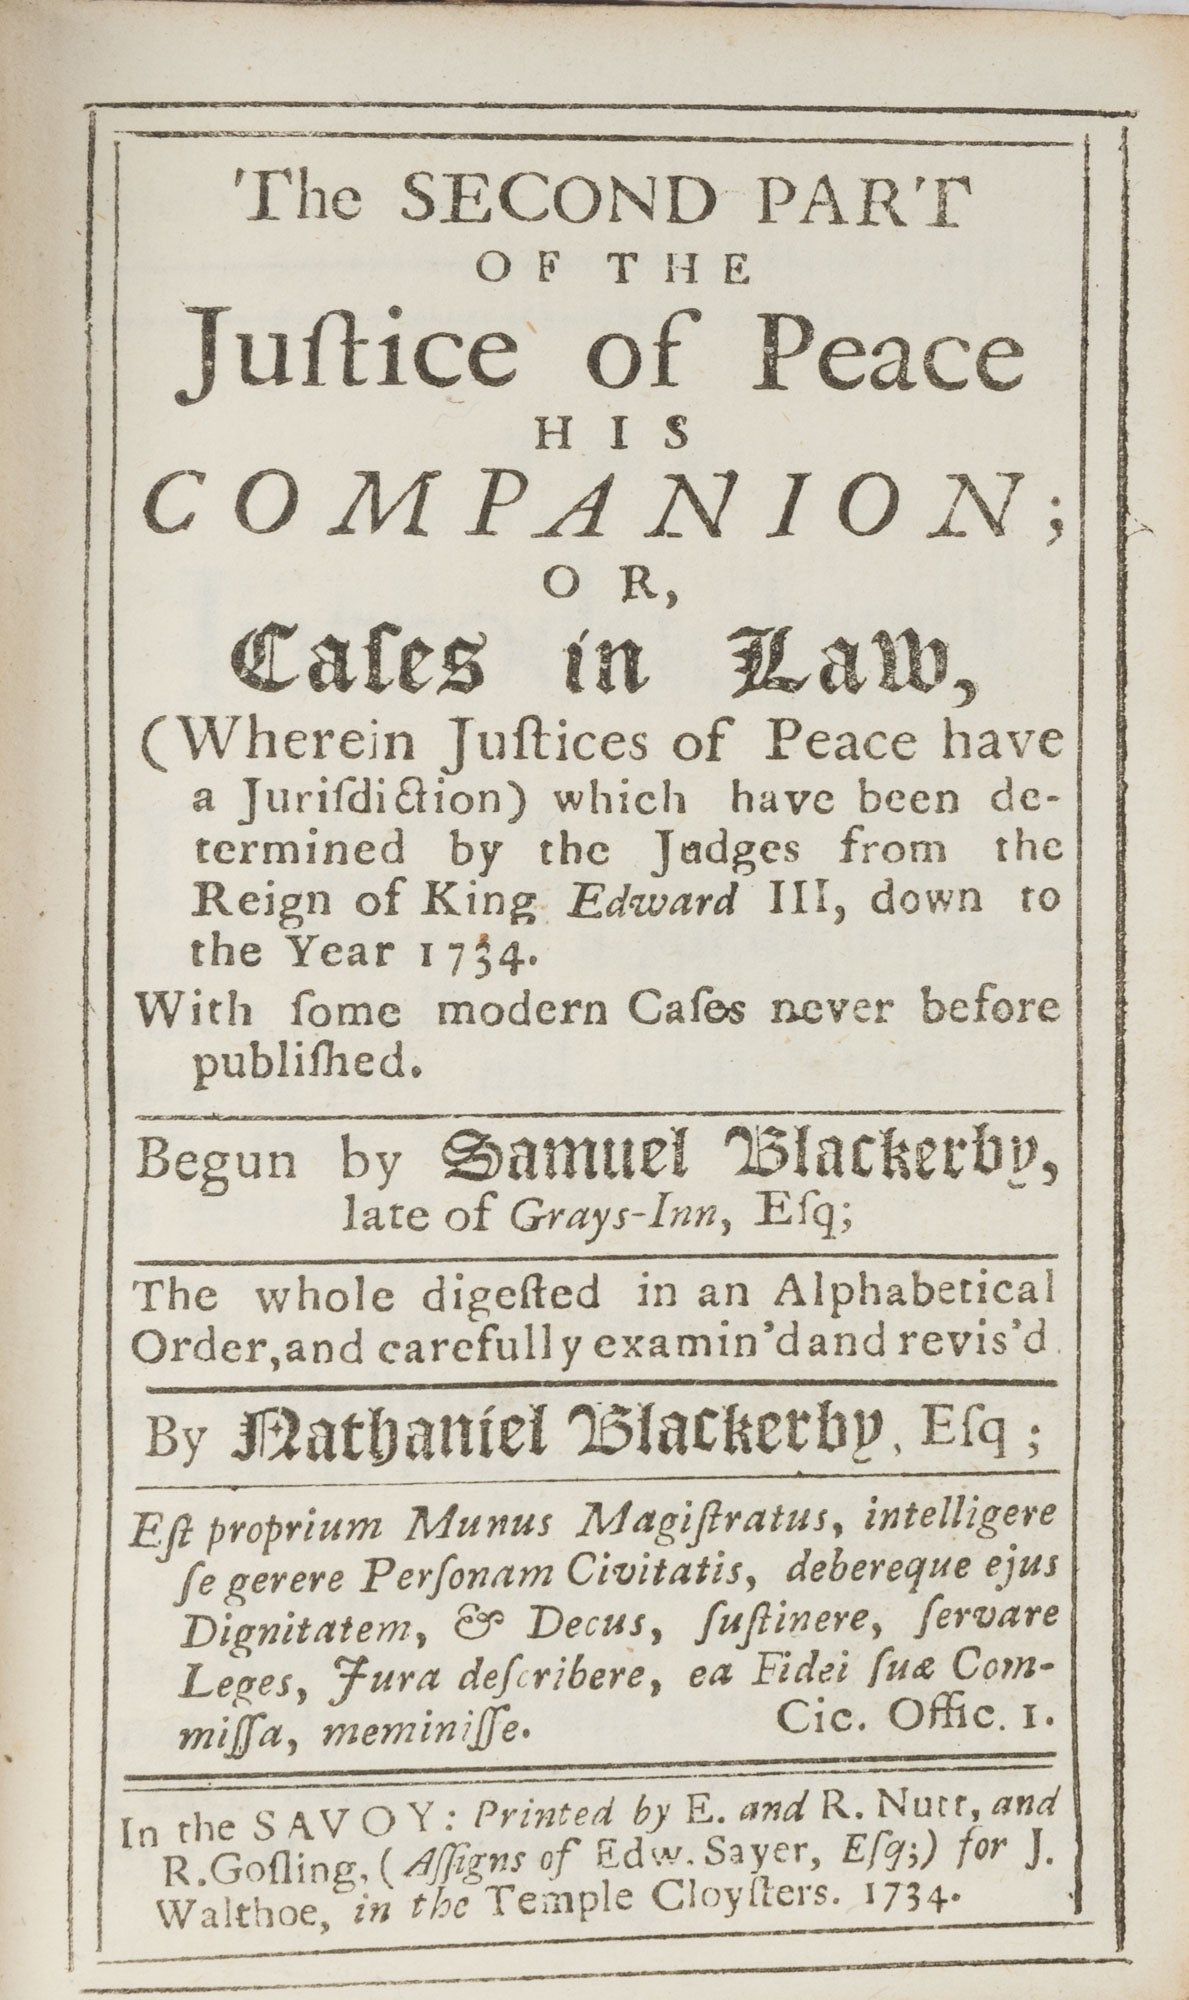 The SECOND PART
OF THE
Juſtice of Peace
HIS
COMPANION;
OR,
Caſes in Law,
(Wherein Juſtices of Peace have
a Juriſdiction) which have been de-
termined by the Judges from the
Reign of King Edward III, down to
the Year 1734.
With ſome modern Caſes never before
publiſhed.
Begun by Samuel Blackerby,
late of Grays-Inn, Eſq;
The whole digeſted in an Alphabetical
Order, and carefully examin'd and revis'd
By Nathaniel Blackerby, Eſq;
Eſt proprium Munus Magiſtratus, intelligere
ſe gerere Perſonam Civitatis, debereque ejus
Dignitatem, & Decus, ſuſtinere, ſervare
Leges, Jura deſcribere, ea Fidei ſuæ Com-
miſſa, meminiſſe. Cic. Offic. 1.
In the SAVOY: Printed by E. and R. Nutt, and
R. Goſling, (Aſſigns of Edw. Sayer, Eſq;) for J.
Walthoe, in the Temple Cloyſters. 1734.